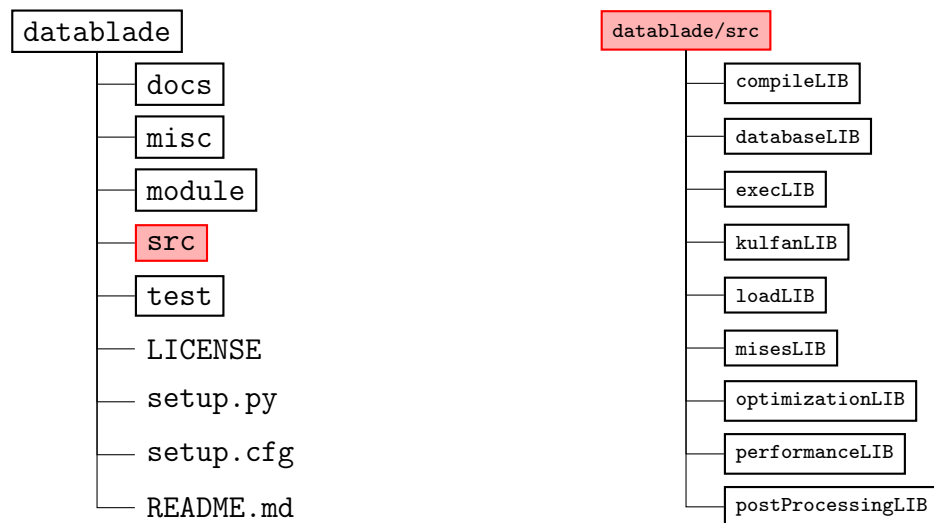 datablade
docs
misc
module
src
test
LICENSE
setup.py
setup.cfg
README.md
datablade/src
compileLIB
databaseLIB
execLIB
kulfanLIB
loadLIB
misesLIB
optimizationLIB
performanceLIB
postProcessingLIB